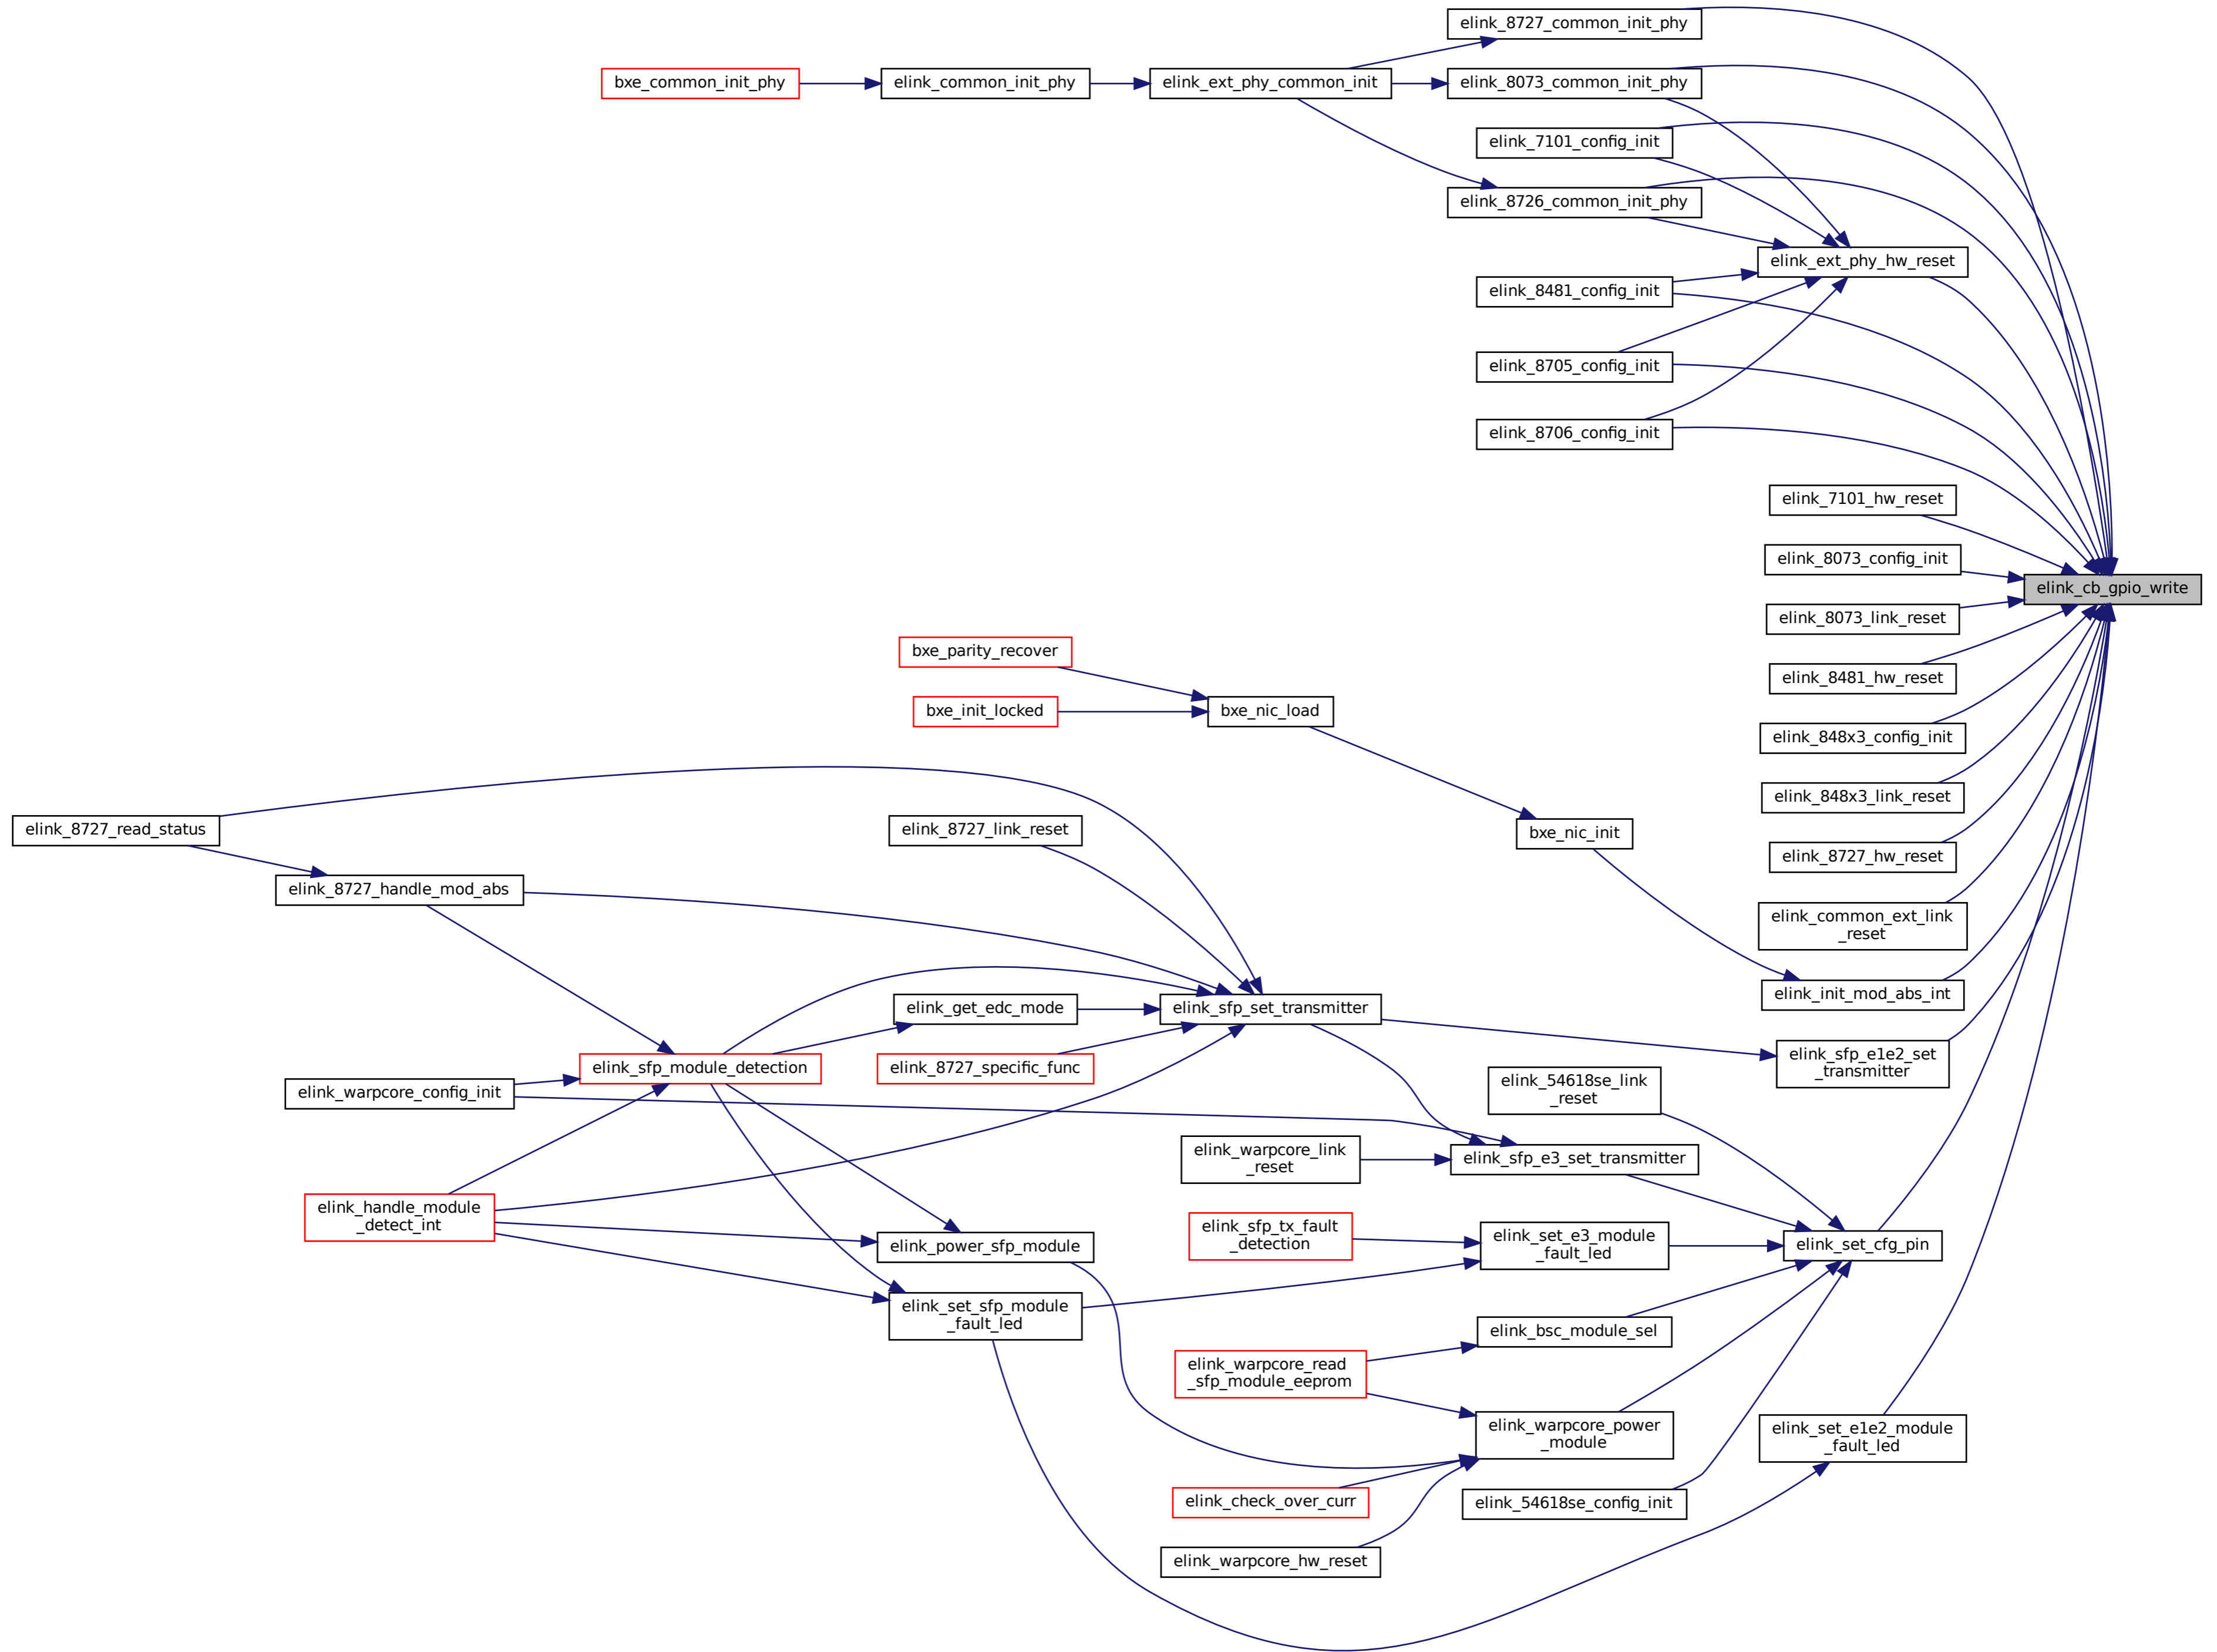 elink_8727_common_init_phy
bxe_common_init_phy
elink_common_init_phy
elink_ext_phy_common_init
elink_8073_common_init_phy
elink_7101_config_init
elink_8726_common_init_phy
elink_ext_phy_hw_reset
elink_8481_config_init
elink_8705_config_init
elink_8706_config_init
elink_7101_hw_reset
elink_8073_config_init
elink_cb_gpio_write
elink_8073_link_reset
bxe_parity_recover
elink_8481_hw_reset
bxe_init_locked
bxe_nic_load
elink_848x3_config_init
elink_848x3_link_reset
elink_8727_read_status
elink_8727_link_reset
bxe_nic_init
elink_8727_hw_reset
elink_8727_handle_mod_abs
elink_common_ext_link
_reset
elink_init_mod_abs_int
elink_get_edc_mode
elink_sfp_set_transmitter
elink_sfp_module_detection
elink_8727_specific_func
elink_sfp_e1e2_set
_transmitter
elink_warpcore_config_init
elink_54618se_link
_reset
elink_warpcore_link
_reset
elink_sfp_e3_set_transmitter
elink_handle_module
_detect_int
elink_sfp_tx_fault
_detection
elink_set_e3_module
_fault_led
elink_power_sfp_module
elink_set_cfg_pin
elink_set_sfp_module
_fault_led
elink_bsc_module_sel
elink_warpcore_read
_sfp_module_eeprom
elink_warpcore_power
_module
elink_set_e1e2_module
_fault_led
elink_check_over_curr
elink_54618se_config_init
elink_warpcore_hw_reset